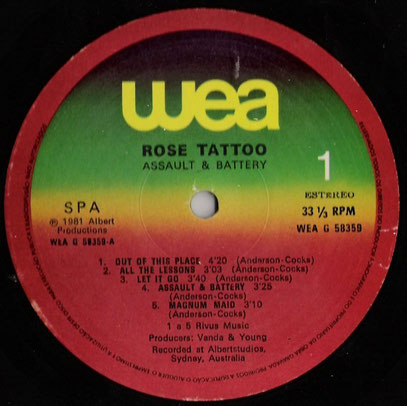 wea
ROSE TATTOO
ASSAULT & BATTERY
1
SPA
℗ 1981 Albert
Productions
WEA G 58359-A
ESTEREO
33 ⅓ RPM
WEA G 58359
1. OUT OF THIS PLACE 4'20 (Anderson-Cocks)
2. ALL THE LESSONS 3'03 (Anderson-Cocks)
3. LET IT GO 3'40 (Anderson-Cocks)
4. ASSAULT & BATTERY 3'25
(Anderson-Cocks)
5. MAGNUM MAID 3'10
(Anderson-Cocks)
1 a 5 Rivus Music
Producers: Vanda & Young
Recorded at Albertstudios,
Sydney, Australia